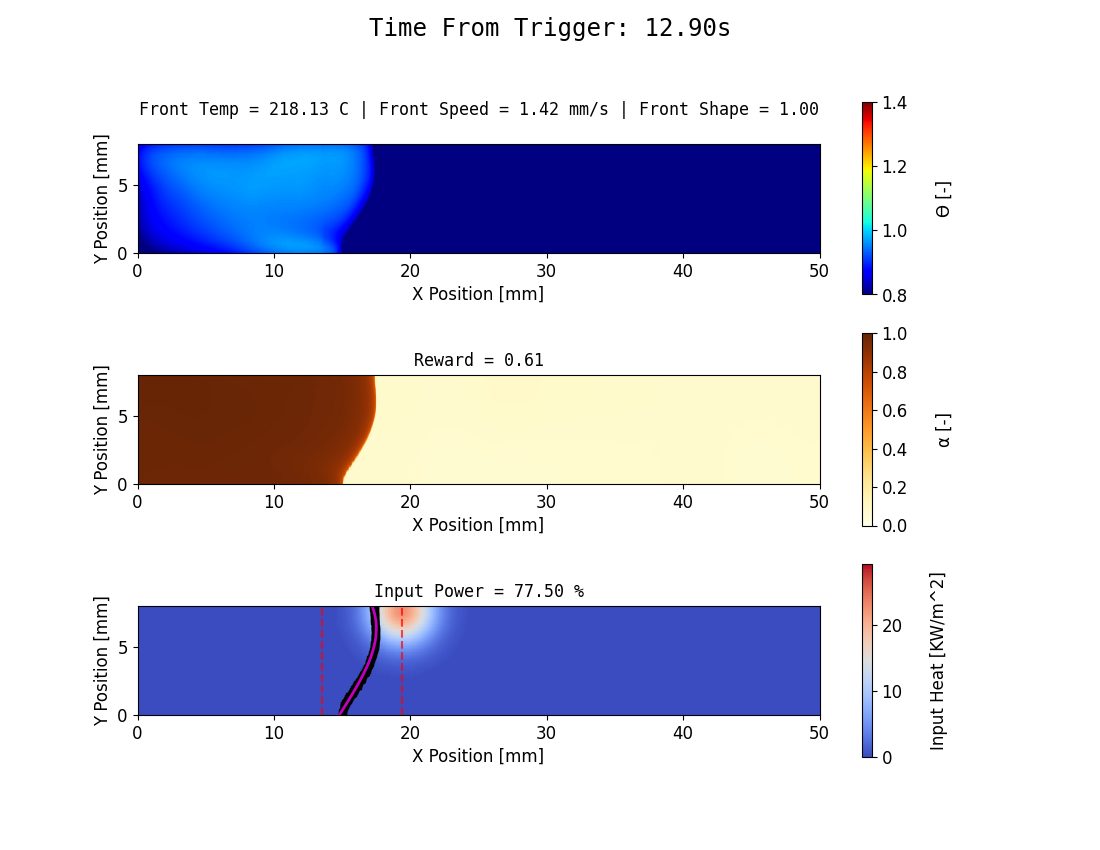 Time From Trigger: 12.90s
Front Temp = 218.13 C | Front Speed = 1.42 mm/s | Front Shape = 1.00
Y Position [mm]
5
0
0 10 20 30 40 50
X Position [mm]
1.4
1.2
1.0
0.8
Θ [-]
Reward = 0.61
Y Position [mm]
5
0
0 10 20 30 40 50
X Position [mm]
1.0
0.8
0.6
0.4
0.2
0.0
α [-]
Input Power = 77.50 %
Y Position [mm]
5
0
0 10 20 30 40 50
X Position [mm]
20
10
0
Input Heat [KW/m^2]